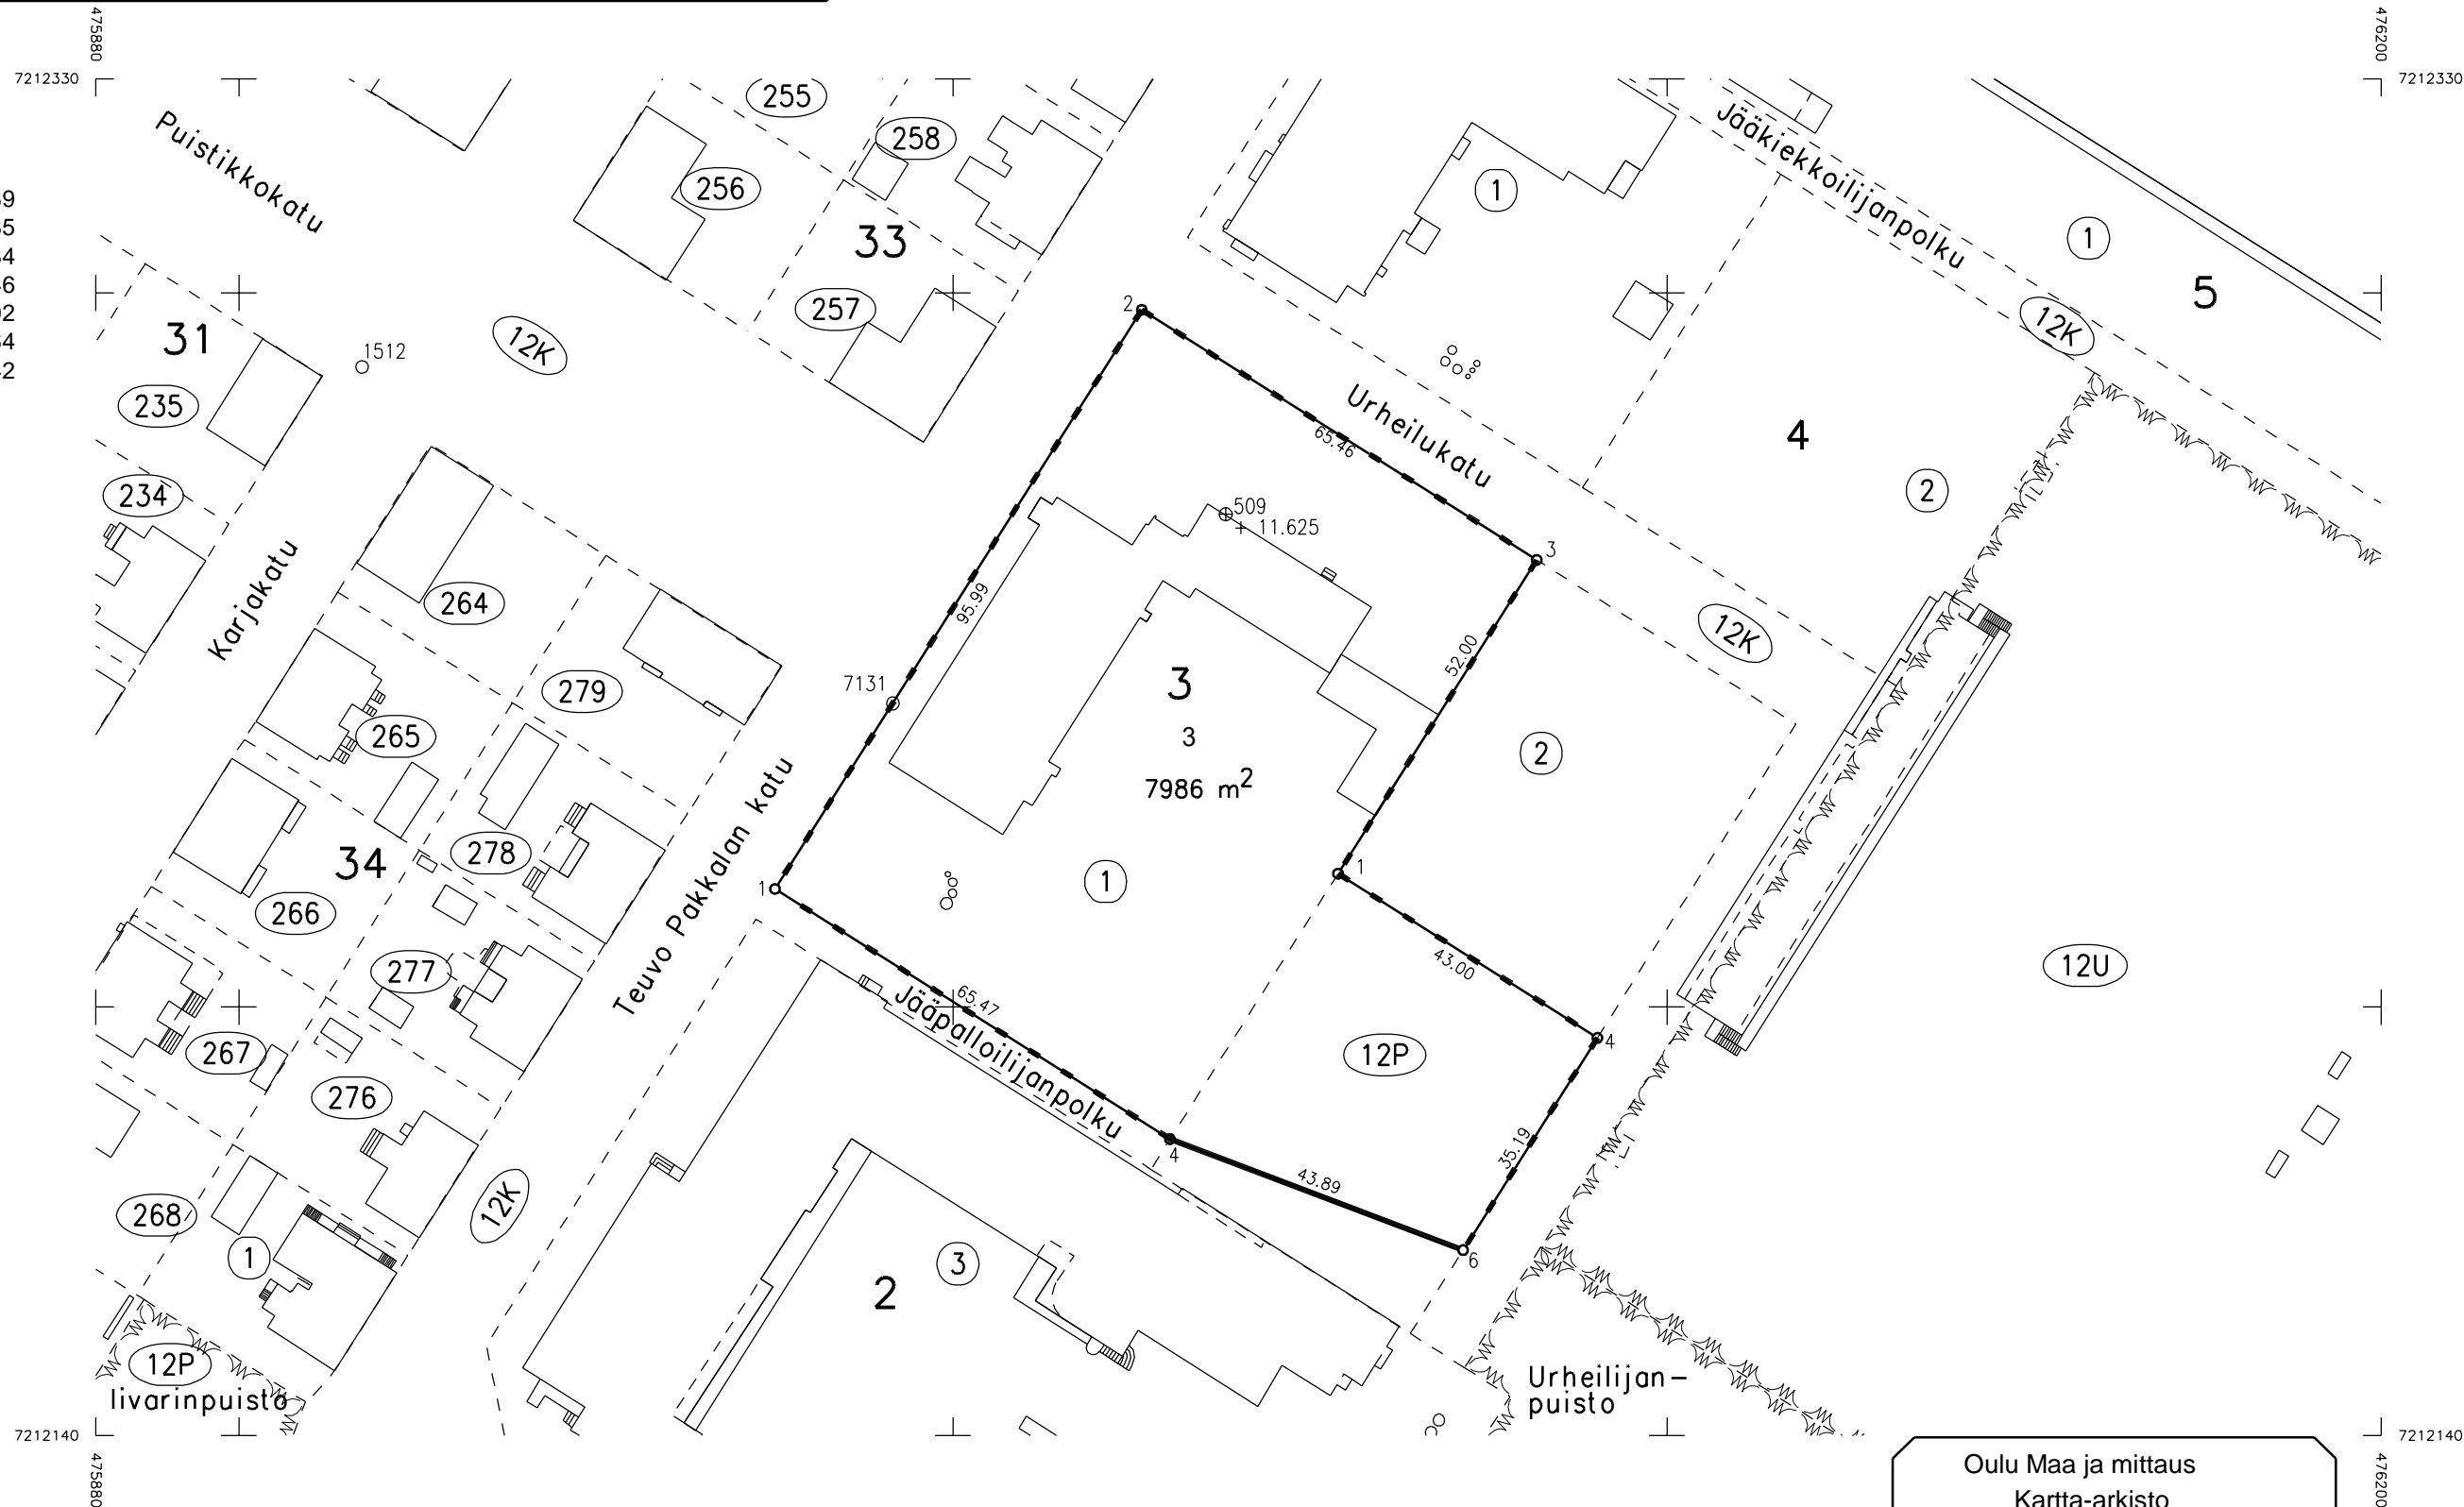 475880
476200
7212330
7212330
Puistikkokatu
255
258
256
33
1
Jääkiekkoilijanpolku
1
5
257
12K
12K
31
1512
2
235
Urheilukatu
65.46
4
234
2
509
+ 11.625
3
Karjakatu
264
95.99
12K
52.00
279
7131
3
265
3
2
7986 m2
Teuvo Pakkalan katu
278
34
1
1
1
266
277
43.00
12U
65.47
Jääpalloilijanpolku
4
267
12P
276
35.19
4
43.89
12K
268
1
3
6
2
12P
Iivarinpuisto
Urheilijan-
puisto
7212140
7212140
475880
476200
Oulu Maa ja mittaus
Kartta-arkisto